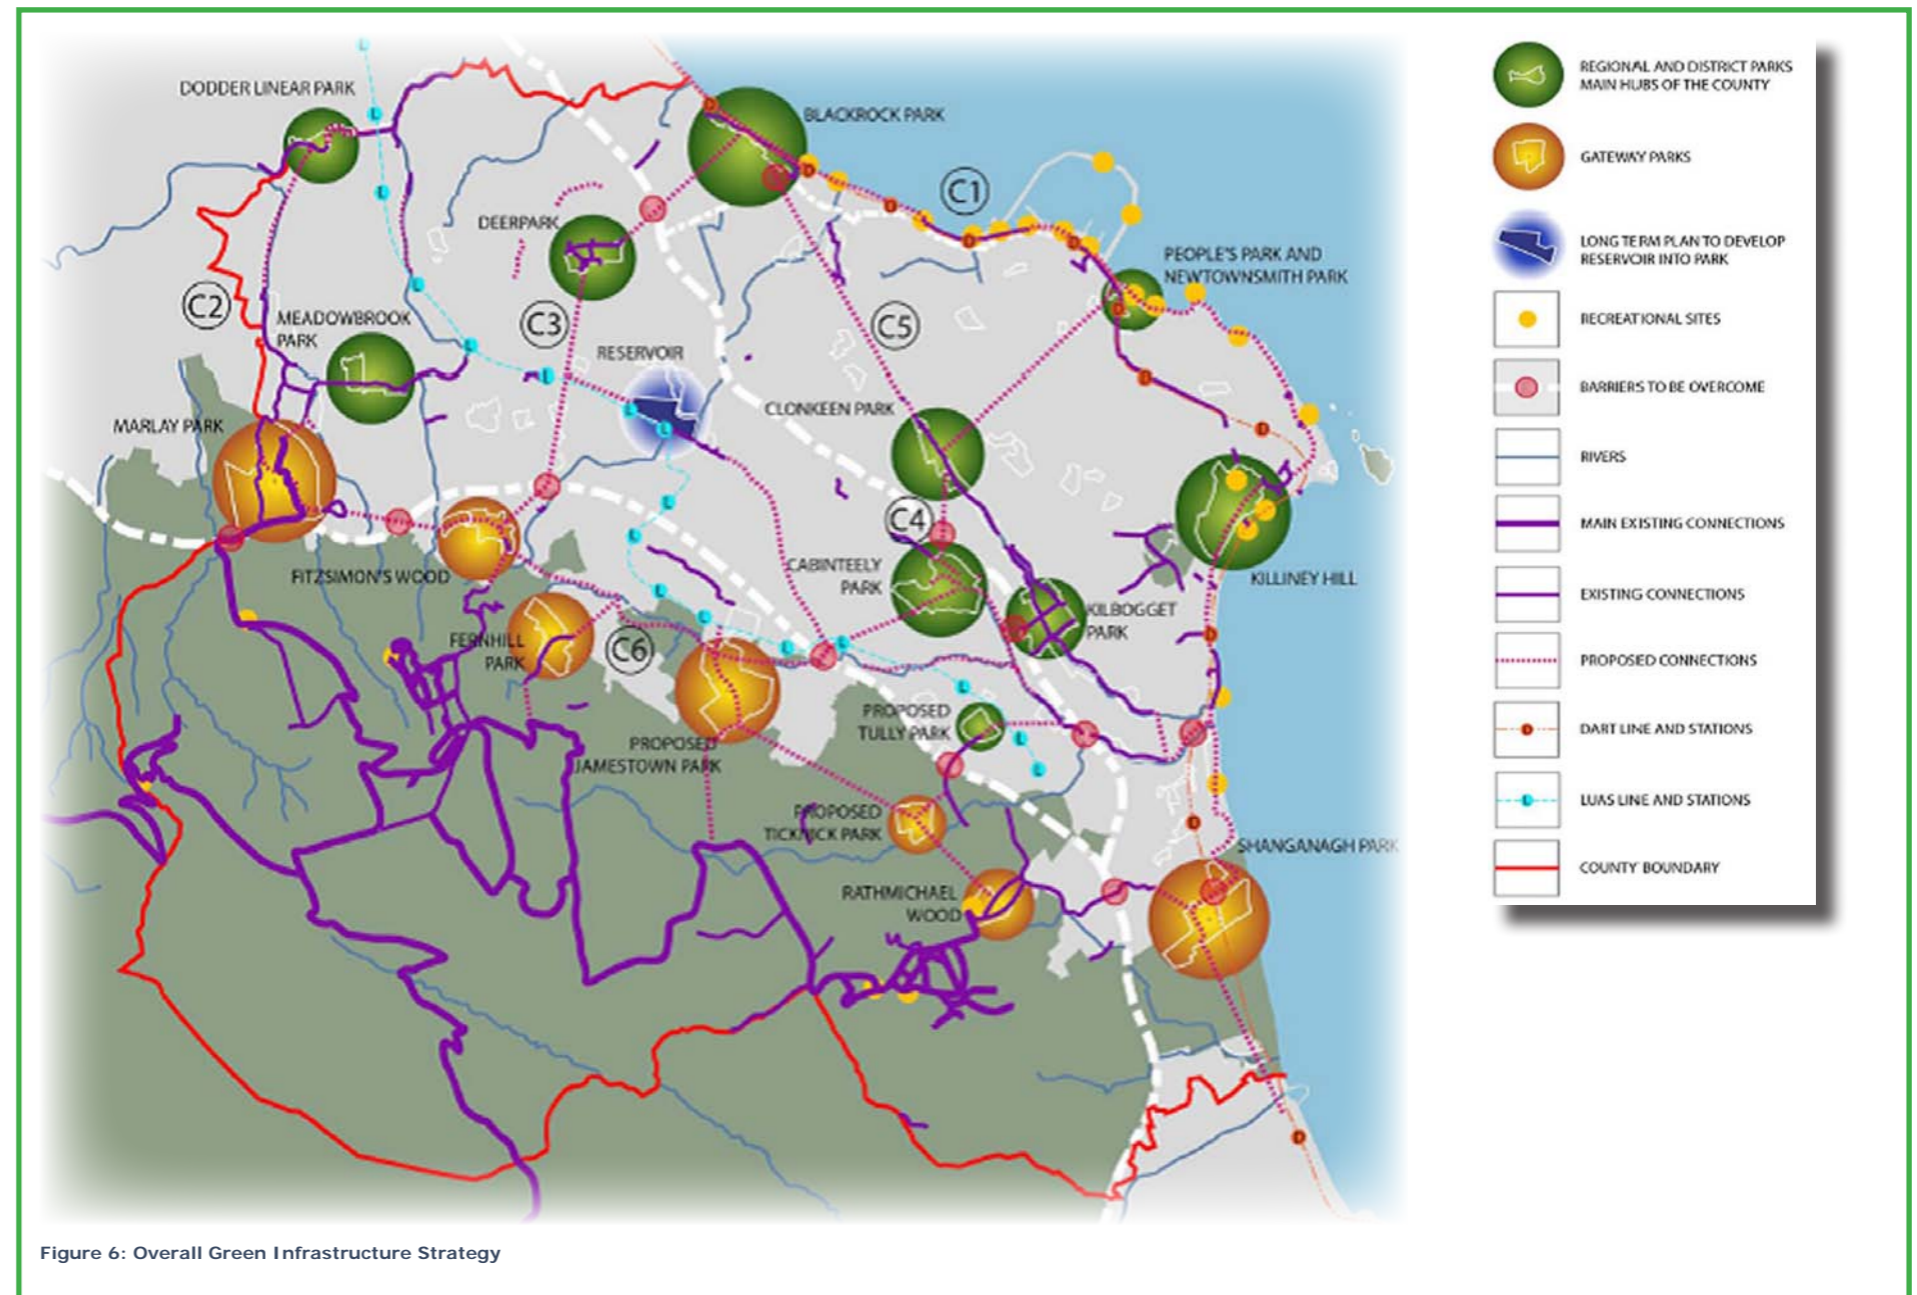 DODDER LINEAR PARK
BLACKROCK PARK
C1
DEERPARK
PEOPLE'S PARK AND
NEWTOWNSMITH PARK
C2
MEADOWBROOK
PARK
C3
C5
RESERVOIR
CLONKEEN PARK
MARLAY PARK
C4
FITZSIMON'S WOOD
CABINTEELY
PARK
KILLINEY HILL
KILBOGGET
PARK
FERNHILL
PARK
C6
PROPOSED
TULLY PARK
PROPOSED
JAMESTOWN PARK
PROPOSED
TICKNICK PARK
SHANGANAGH PARK
RATHMICHAEL
WOOD
REGIONAL AND DISTRICT PARKS
MAIN HUBS OF THE COUNTY
GATEWAY PARKS
LONG TERM PLAN TO DEVELOP
RESERVOIR INTO PARK
RECREATIONAL SITES
BARRIERS TO BE OVERCOME
RIVERS
MAIN EXISTING CONNECTIONS
EXISTING CONNECTIONS
PROPOSED CONNECTIONS
D
DART LINE AND STATIONS
L
LUAS LINE AND STATIONS
COUNTY BOUNDARY
Figure 6: Overall Green Infrastructure Strategy